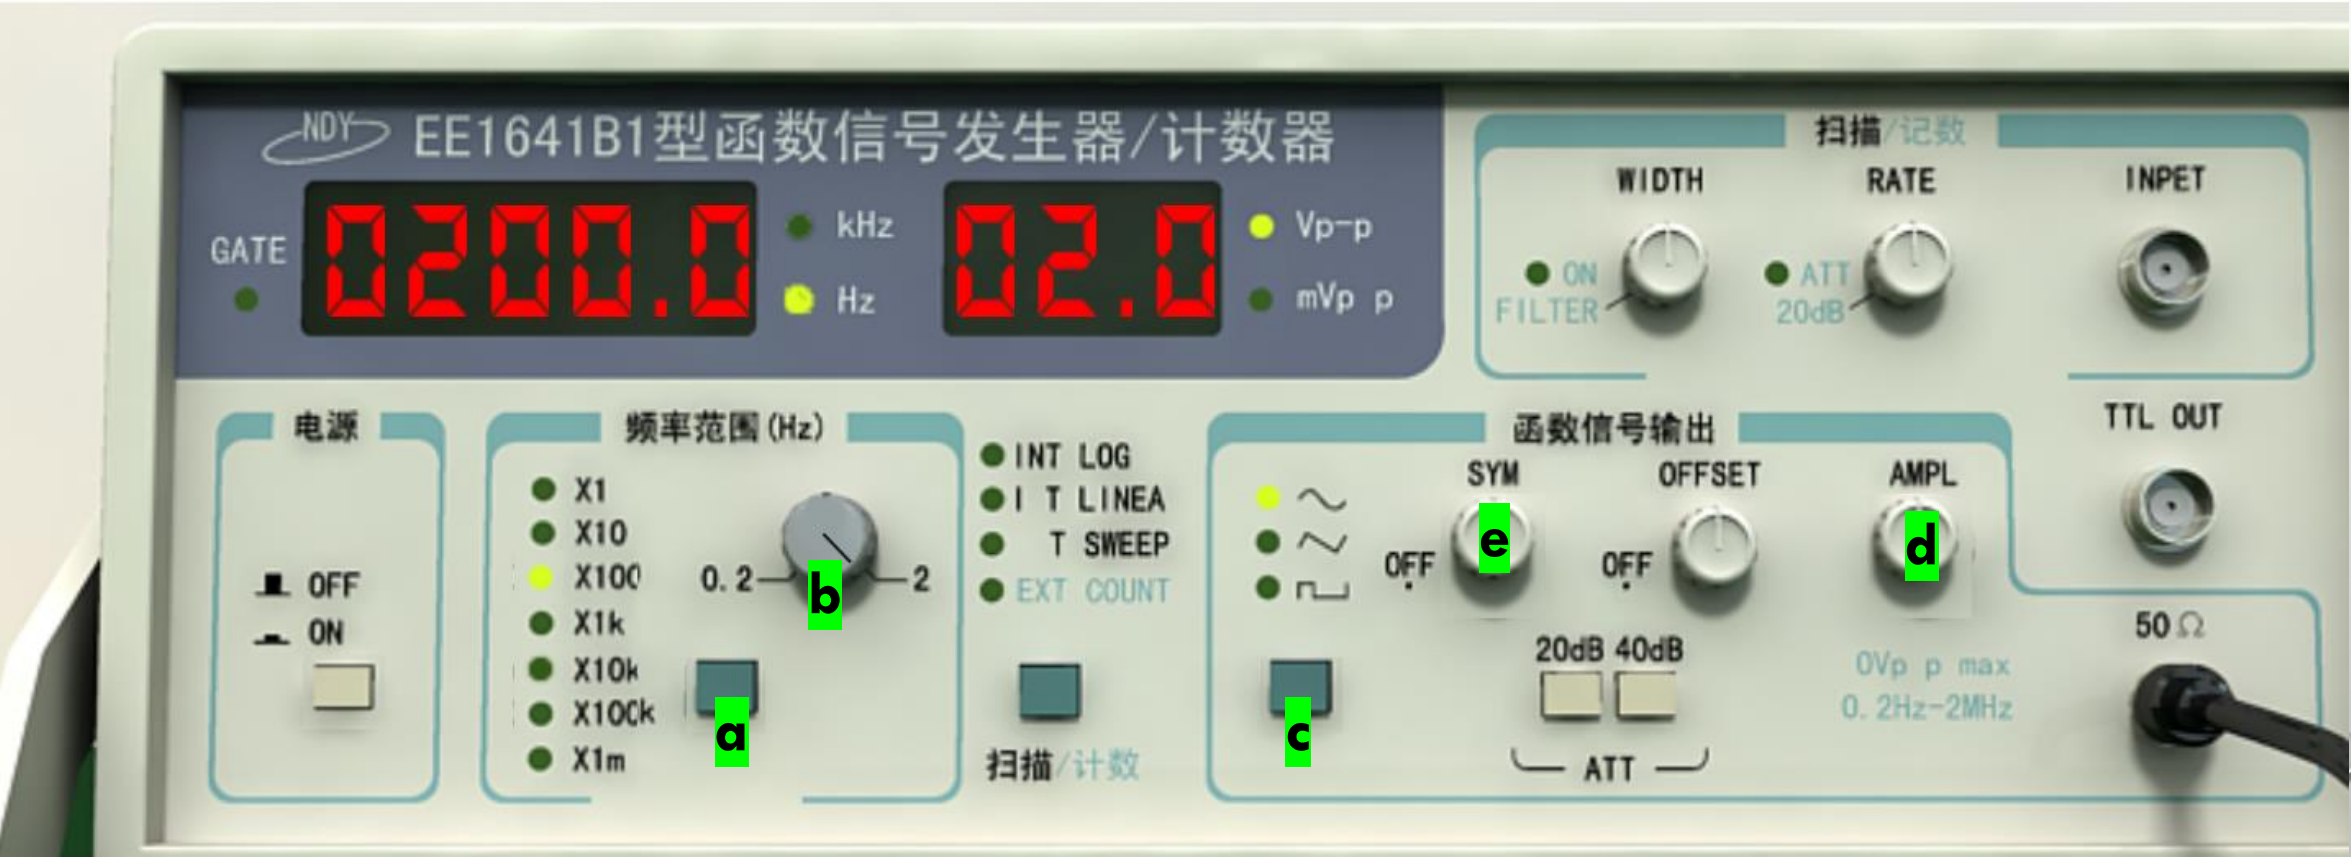 NDY EE1641B1型函数信号发生器/计数器
GATE
0200.0
kHz
Hz
02.0
Vp-p
mVp p
扫描/记数
WIDTH
RATE
INPET
ON
FILTER
ATT
20dB
电源
OFF
ON
频率范围(Hz)
X1
X10
X100
X1k
X10k
X100k
X1m
0.2
2
b
a
INT LOG
I T LINEA
T SWEEP
EXT COUNT
扫描/计数
函数信号输出
SYM
OFFSET
AMPL
OFF
e
OFF
d
c
20dB 40dB
ATT
0Vp p max
0.2Hz-2MHz
TTL OUT
50Ω